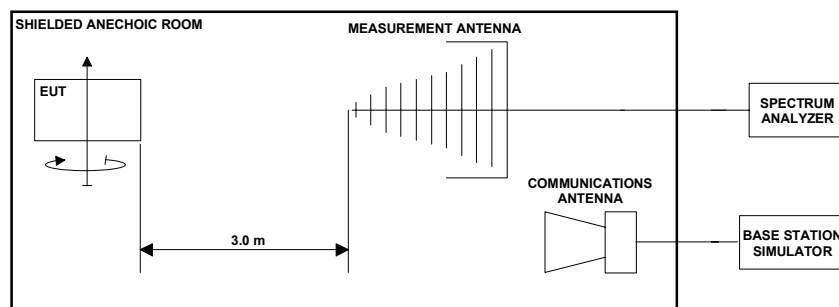 SHIELDED ANECHOIC ROOM
MEASUREMENT ANTENNA
EUT
SPECTRUM
ANALYZER
COMMUNICATIONS
ANTENNA
3.0 m
BASE STATION
SIMULATOR